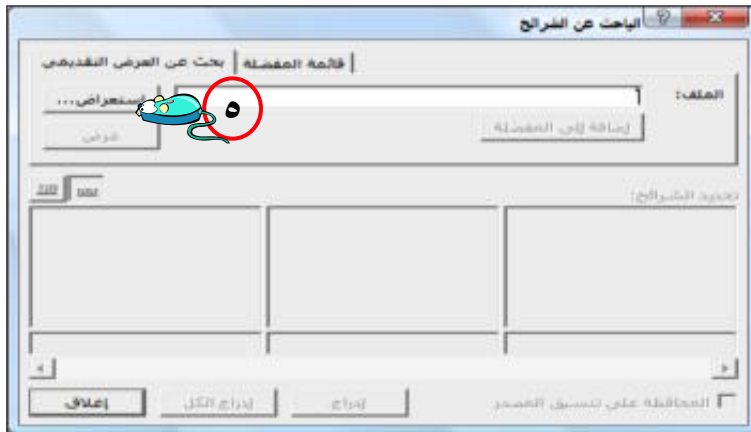 الباحث عن الشرائح
بحث عن العرض التقديمي
قائمة المفضلة
الملف:
استعراض...
٥
إضافة إلى المفضلة
عرض
تحديد الشرائح:
المحافظة على تنسيق المصدر
إدراج
إدراج الكل
إغلاق